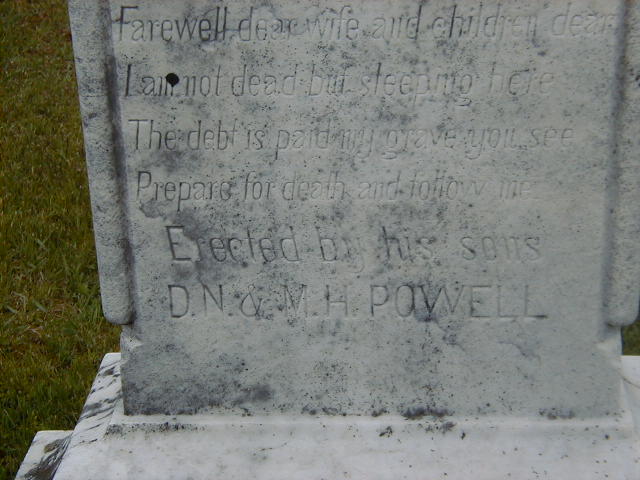 Farewell dear wife and children dear
I am not dead but sleeping here
The debt is paid my grave you see
Prepare for death and follow me
Erected by his sons
D.N. & M.H. POWELL